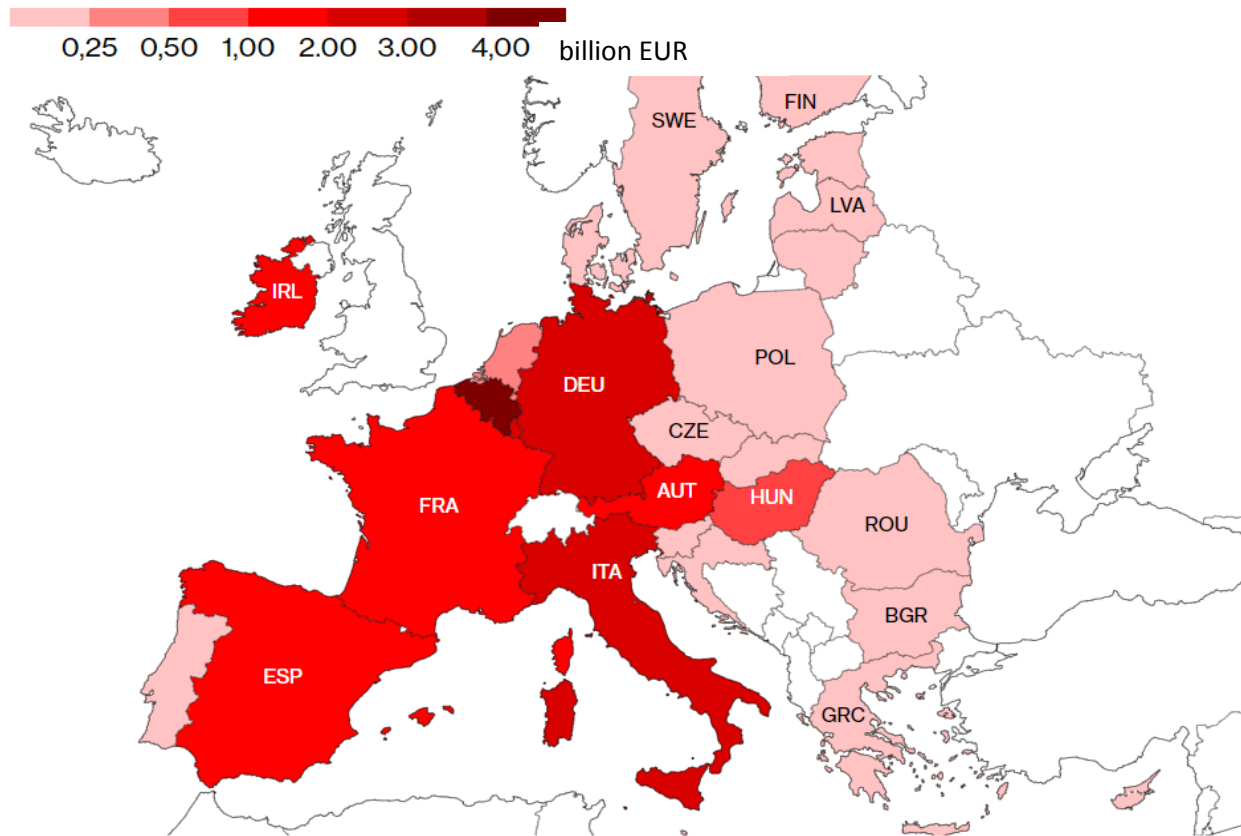 0,25 0,50 1,00 2.00 3.00 4,00 billion EUR
FIN
SWE
LVA
IRL
POL
DEU
CZE
AUT
HUN
FRA
ROU
ITA
BGR
ESP
GRC